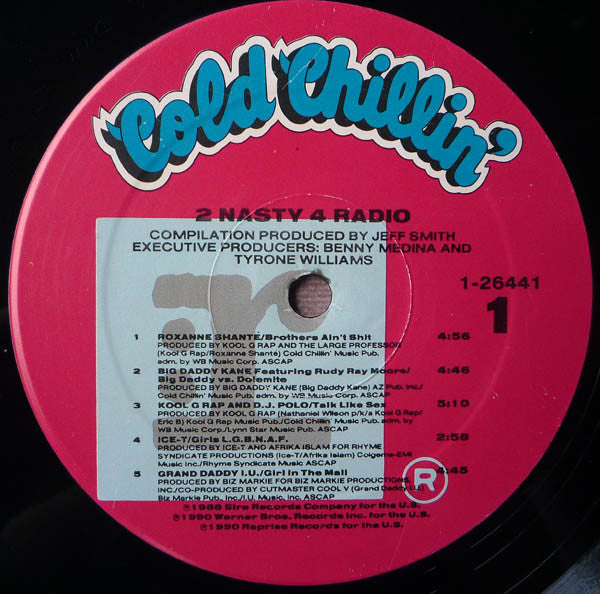 Cold Chillin'
2 NASTY 4 RADIO
COMPILATION PRODUCED BY JEFF SMITH
EXECUTIVE PRODUCERS: BENNY MEDINA AND
TYRONE WILLIAMS
1-26441
1
1 ROXANNE SHANTÉ/Brothers Ain't Shit 4:56
PRODUCED BY KOOL G RAP AND THE LARGE PROFESSOR
(Kool G Rap/Roxanne Shanté) Cold Chillin' Music Pub.
adm. by WB Music Corp. ASCAP
2 BIG DADDY KANE Featuring Rudy Ray Moore/ 4:46
Big Daddy vs. Dolemite
PRODUCED BY BIG DADDY KANE (Big Daddy Kane) AZ Pub. Inc./
Cold Chillin' Music Pub. adm. by WB Music Corp. ASCAP
3 KOOL G RAP AND D.J. POLO/Talk Like Sex 5:10
PRODUCED BY KOOL G RAP (Nathaniel Wilson p/k/a Kool G Rap/
Eric B) Kool G Rap Music Pub./Cold Chillin' Music Pub. adm. by
WB Music Corp./Lynn Star Music Pub. ASCAP
4 ICE-T/Girls L.G.B.N.A.F. 2:58
PRODUCED BY ICE-T AND AFRIKA ISLAM FOR RHYME
SYNDICATE PRODUCTIONS (Ice-T/Afrika Islam) Colgems-EMI
Music Inc./Rhyme Syndicate Music ASCAP
5 GRAND DADDY I.U./Girl In The Mall 4:45
PRODUCED BY BIZ MARKIE FOR BIZ MARKIE PRODUCTIONS,
INC./CO-PRODUCED BY CUTMASTER COOL V (Grand Daddy I.U.)
Biz Markie Pub., Inc./I.U. Music, Inc. ASCAP
R
℗1988 Sire Records Company for the U.S.
℗1990 Warner Bros. Records Inc. for the U.S.
℗1990 Reprise Records for the U.S.